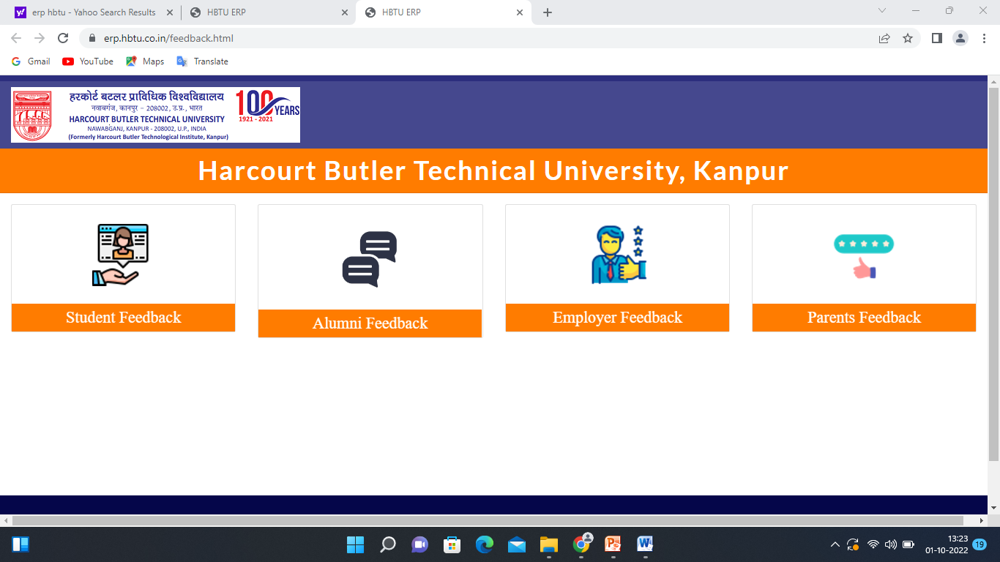 erp hbtu - Yahoo Search Results
HBTU ERP
HBTU ERP
erp.hbtu.co.in/feedback.html
Gmail
YouTube
Maps
Translate
हरकोर्ट बटलर प्राविधिक विश्वविद्यालय
नवाबगंज, कानपुर – 208002, उ.प्र., भारत
HARCOURT BUTLER TECHNICAL UNIVERSITY
NAWABGANJ, KANPUR - 208002, U.P., INDIA
(Formerly Harcourt Butler Technological Institute, Kanpur)
100 YEARS
1921 - 2021
Harcourt Butler Technical University, Kanpur
Student Feedback
Alumni Feedback
Employer Feedback
Parents Feedback
13:23
01-10-2022
19